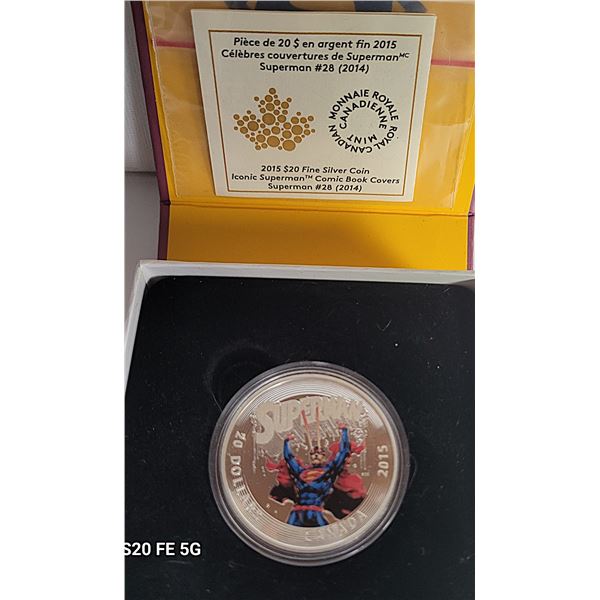 Pièce de 20 $ en argent fin 2015
Célèbres couvertures de Superman MC
Superman #28 (2014)
MONNAIE ROYALE CANADIENNE
ROYAL CANADIAN MINT
2015 $20 Fine Silver Coin
Iconic Superman™ Comic Book Covers
Superman #28 (2014)
SUPERMAN
20 DOLLARS
2015
CANADA
S20 FE 5G